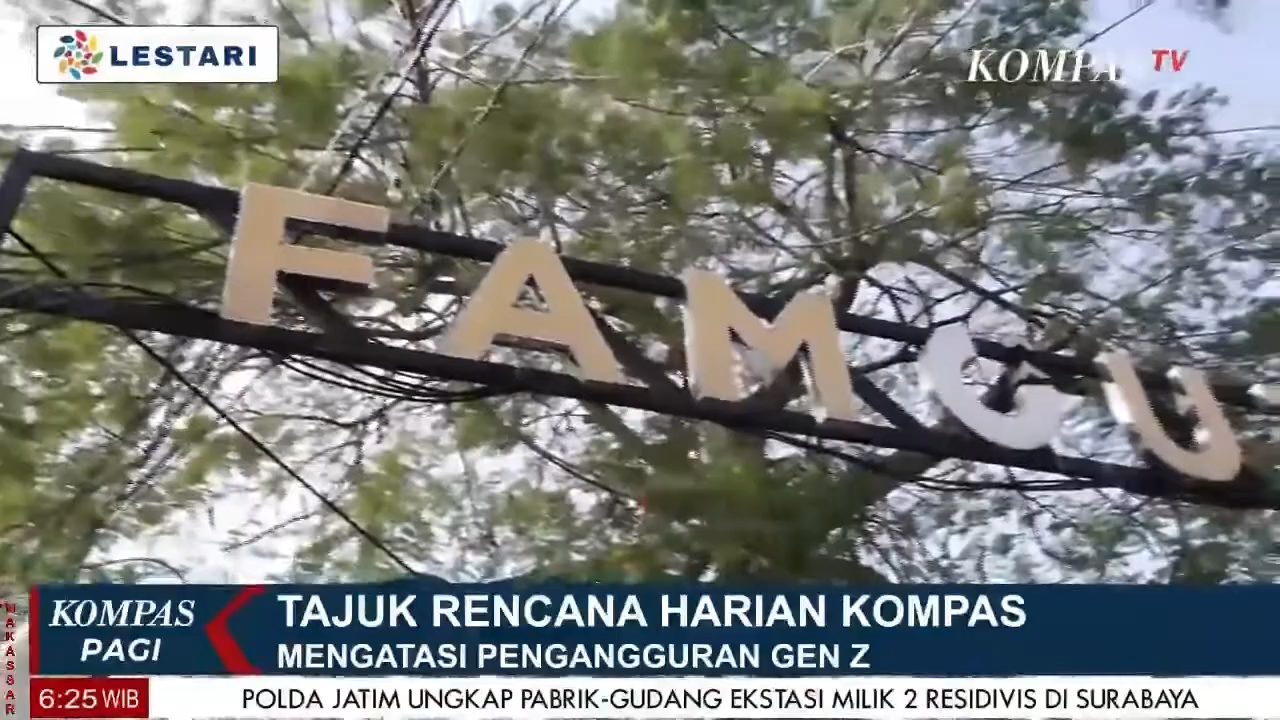 LESTARI
KOMPAS TV
FAMGU
KOMPAS
PAGI
TAJUK RENCANA HARIAN KOMPAS
MENGATASI PENGANGGURAN GEN Z
MAKASSAR
6:25 WIB
POLDA JATIM UNGKAP PABRIK-GUDANG EKSTASI MILIK 2 RESIDIVIS DI SURABAYA